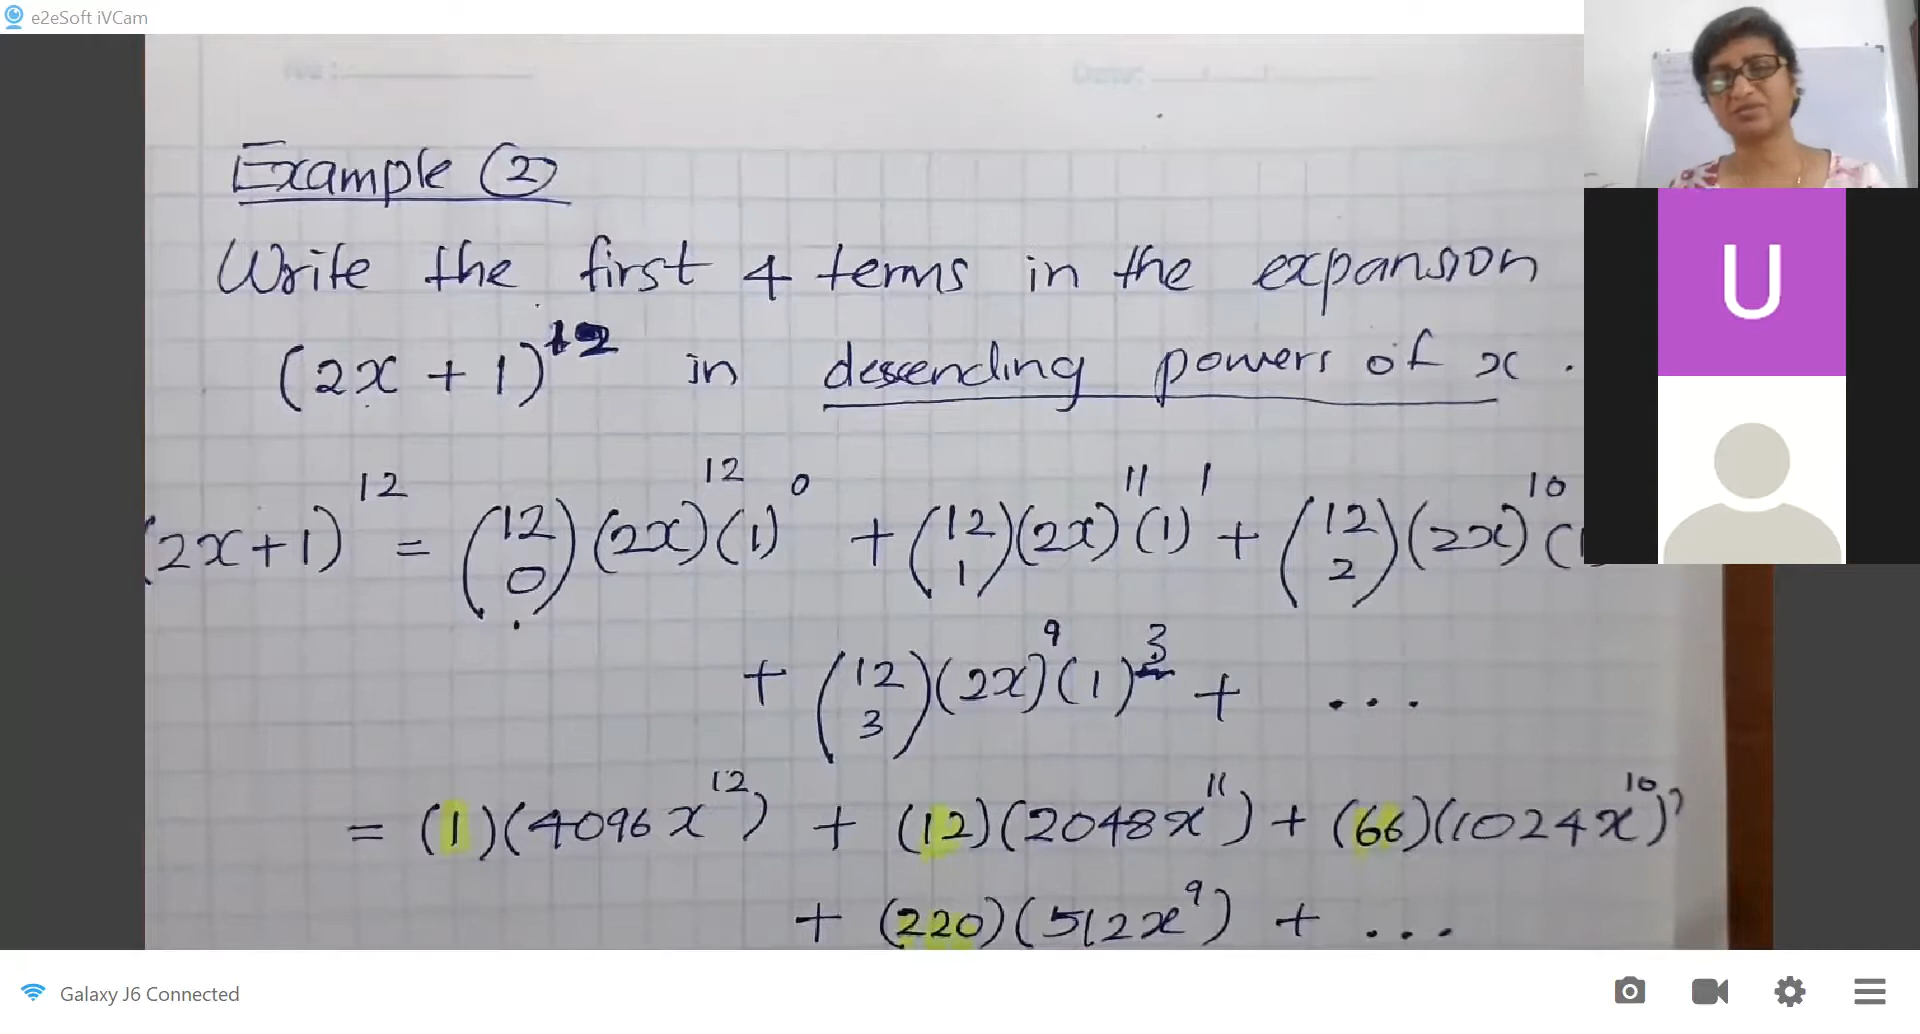 e2eSoft iVCam
Example (2)
Write the first 4 terms in the expansion
(2x + 1)^12 in descending powers of x.
(2x+1)^12 = (12 0)(2x)^12(1)^0 + (12 1)(2x)^11(1)^1 + (12 2)(2x)^10(1
+ (12 3)(2x)^9(1)^3 + ...
= (1)(4096x^12) + (12)(2048x^11) + (66)(1024x^10)
+ (220)(512x^9) + ...
U
Galaxy J6 Connected